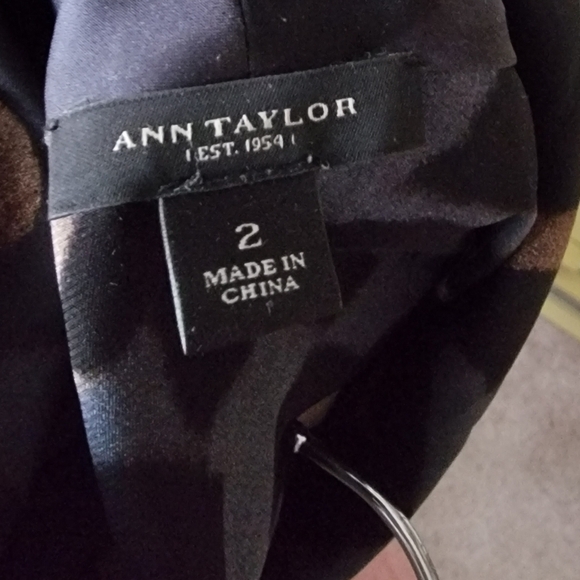 ANN TAYLOR
EST. 1954
2
MADE IN
CHINA